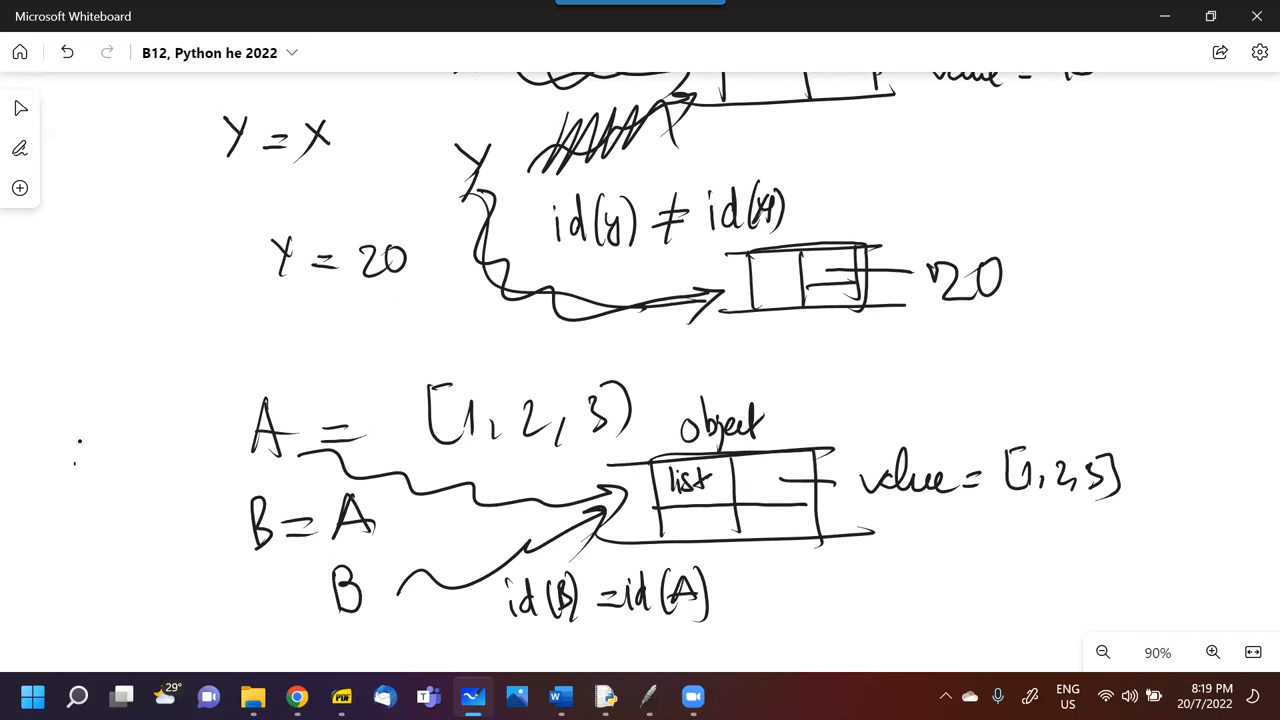 Microsoft Whiteboard
B12, Python he 2022
Y = X
Y
id(y) ≠ id(x)
Y = 20
20
A = [1, 2, 3)
object
list
value = [1, 2, 3]
B = A
B
id(B) = id(A)
90%
29°
ENG
US
8:19 PM
20/7/2022